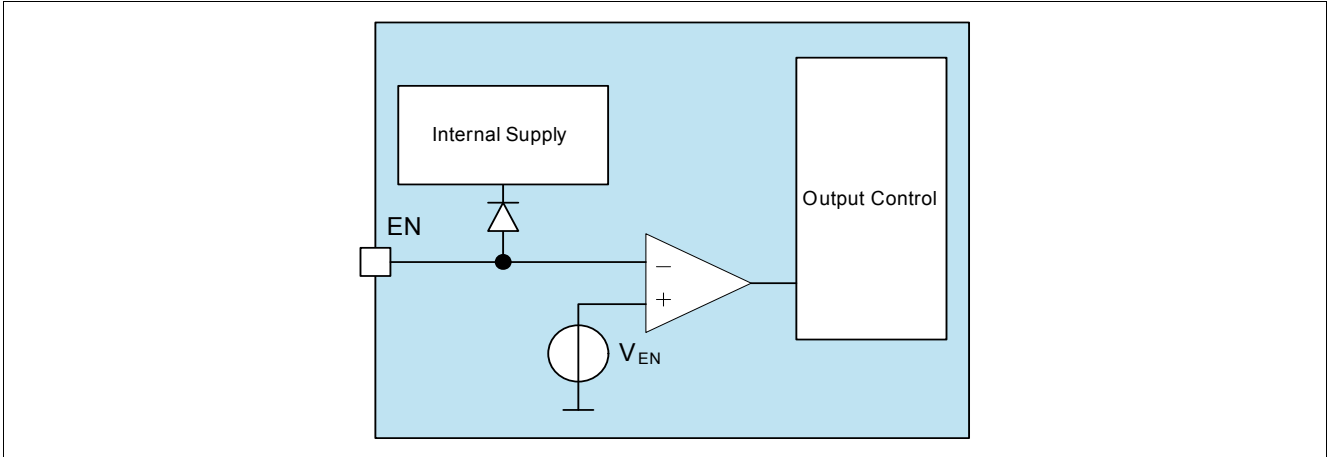 Internal Supply
Output Control
EN
−
+
VEN